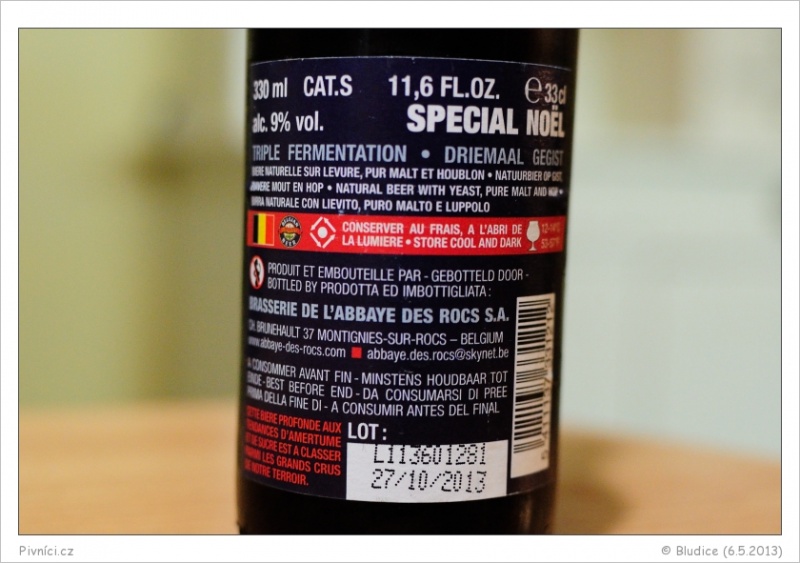 330 ml CAT.S 11,6 FL.OZ. e 33cl
alc. 9% vol. SPECIAL NOËL
TRIPLE FERMENTATION • DRIEMAAL GEGIST
BIERE NATURELLE SUR LEVURE, PUR MALT ET HOUBLON • NATUURBIER OP GIST,
ZUIVERE MOUT EN HOP • NATURAL BEER WITH YEAST, PURE MALT AND HOP •
BIRRA NATURALE CON LIEVITO, PURO MALTO E LUPPOLO
CONSERVER AU FRAIS, A L'ABRI DE
LA LUMIERE • STORE COOL AND DARK
PRODUIT ET EMBOUTEILLE PAR - GEBOTTELD DOOR -
BOTTLED BY PRODOTTA ED IMBOTTIGLIATA :
BRASSERIE DE L'ABBAYE DES ROCS S.A.
CH. BRUNEHAULT 37 MONTIGNIES-SUR-ROCS – BELGIUM
www.abbaye-des-rocs.com abbaye.des.rocs@skynet.be
A CONSOMMER AVANT FIN - MINSTENS HOUDBAAR TOT
EINDE - BEST BEFORE END - DA CONSUMARSI DI PREE
PRIMA DELLA FINE DI - A CONSUMIR ANTES DEL FINAL
CETTE BIERE PROFONDE AUX
TENDANCES D'AMERTUME
ET DE SUCRE EST A CLASSER
PARMI LES GRANDS CRUS
DE NOTRE TERROIR.
LOT :
L113601281
27/10/2013
Pivníci.cz
© Bludice (6.5.2013)